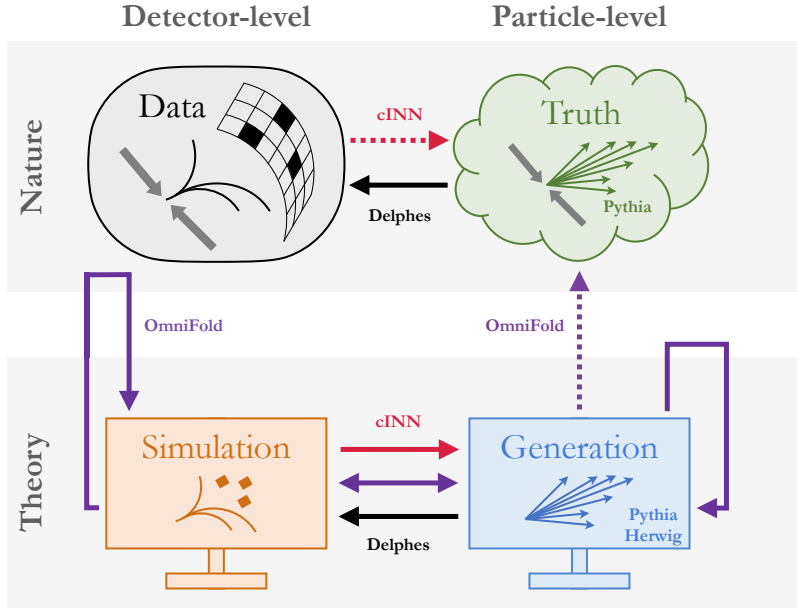 Detector-level
Particle-level
Nature
Data
cINN
Truth
Delphes
Pythia
OmniFold
OmniFold
Theory
Simulation
cINN
Generation
Delphes
Pythia
Herwig